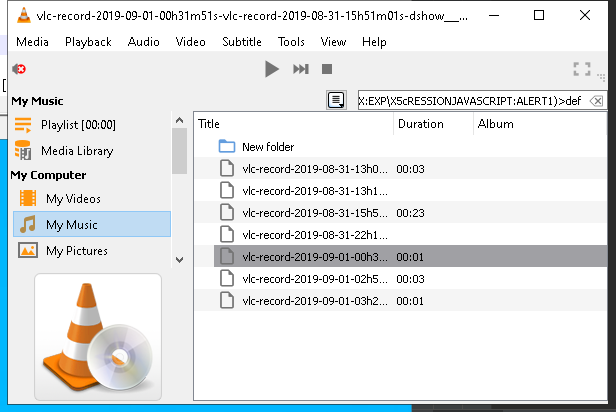 vlc-record-2019-09-01-00h31m51s-vlc-record-2019-08-31-15h51m01s-dshow__...
Media Playback Audio Video Subtitle Tools View Help
X:EXP\X5cRESSIONJAVASCRIPT:ALERT1)>def
My Music
Playlist [00:00]
Media Library
My Computer
My Videos
My Music
My Pictures
Title Duration Album
New folder
vlc-record-2019-08-31-13h0... 00:03
vlc-record-2019-08-31-13h1...
vlc-record-2019-08-31-15h5... 00:23
vlc-record-2019-08-31-22h1...
vlc-record-2019-09-01-00h3... 00:01
vlc-record-2019-09-01-02h5... 00:03
vlc-record-2019-09-01-03h2... 00:01